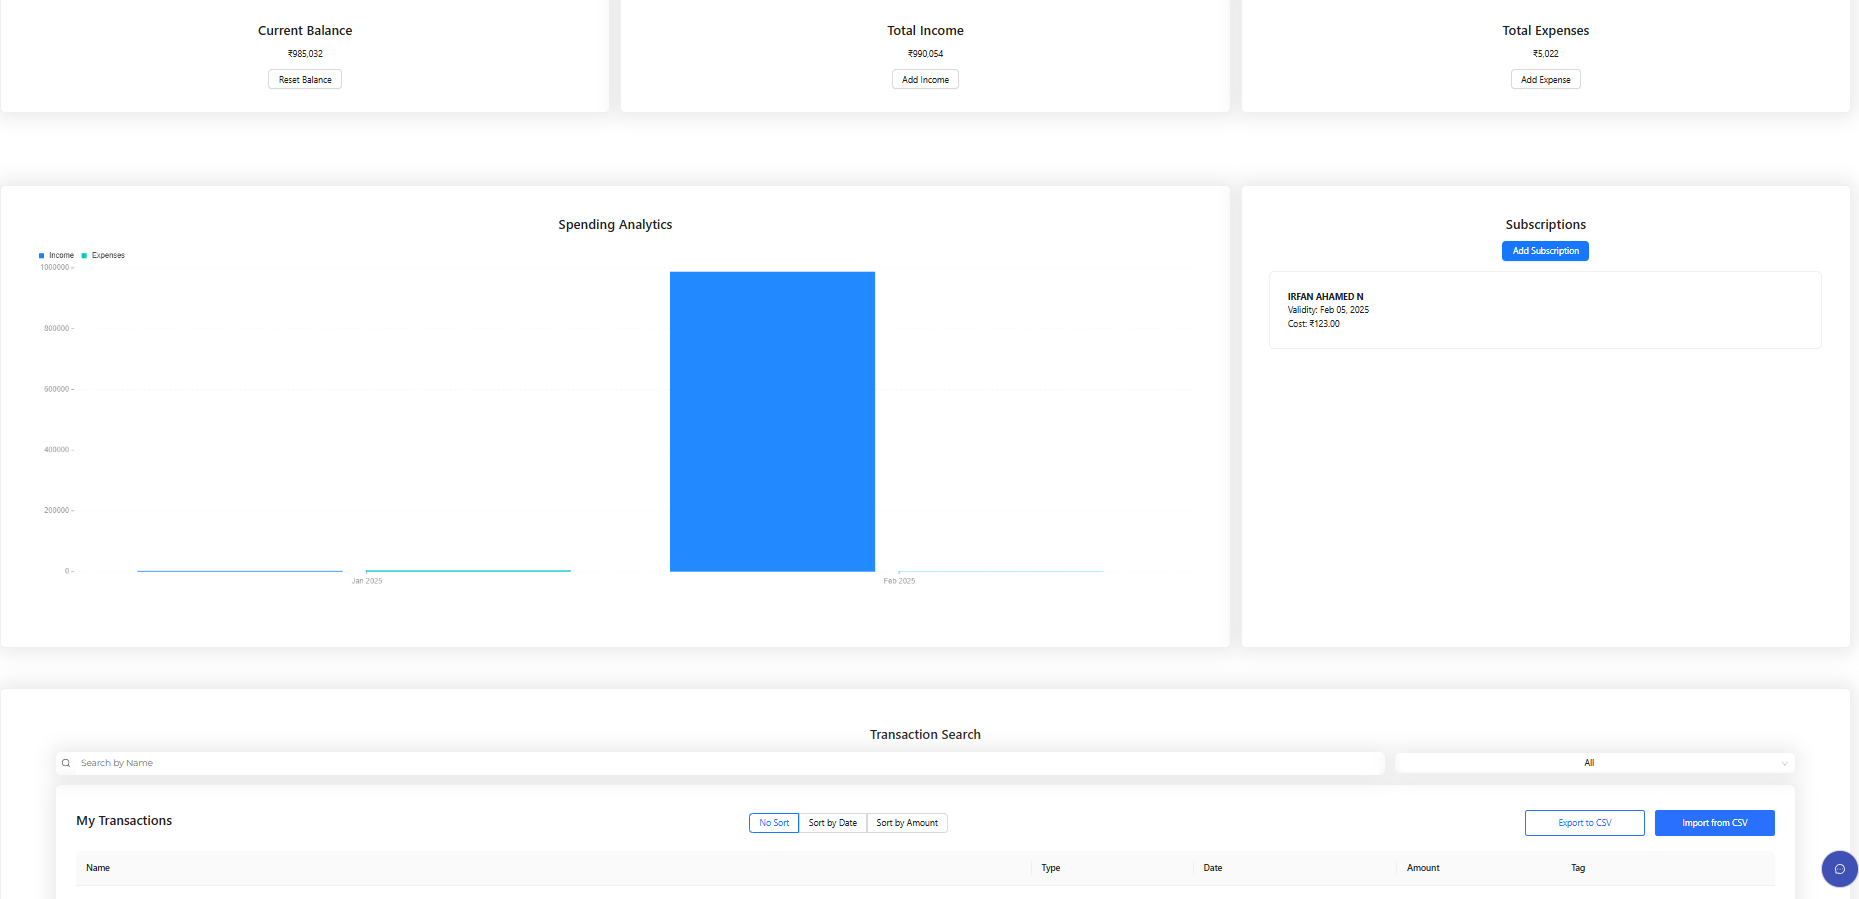 Current Balance
₹985,032
Reset Balance
Total Income
₹990,054
Add Income
Total Expenses
₹5,022
Add Expense
Spending Analytics
Income
Expenses
1000000
800000
600000
400000
200000
0
Jan 2025
Feb 2025
Subscriptions
Add Subscription
IRFAN AHAMED N
Validity: Feb 05, 2025
Cost: ₹123.00
Transaction Search
Search by Name
All
My Transactions
No Sort
Sort by Date
Sort by Amount
Export to CSV
Import from CSV
Name
Type
Date
Amount
Tag